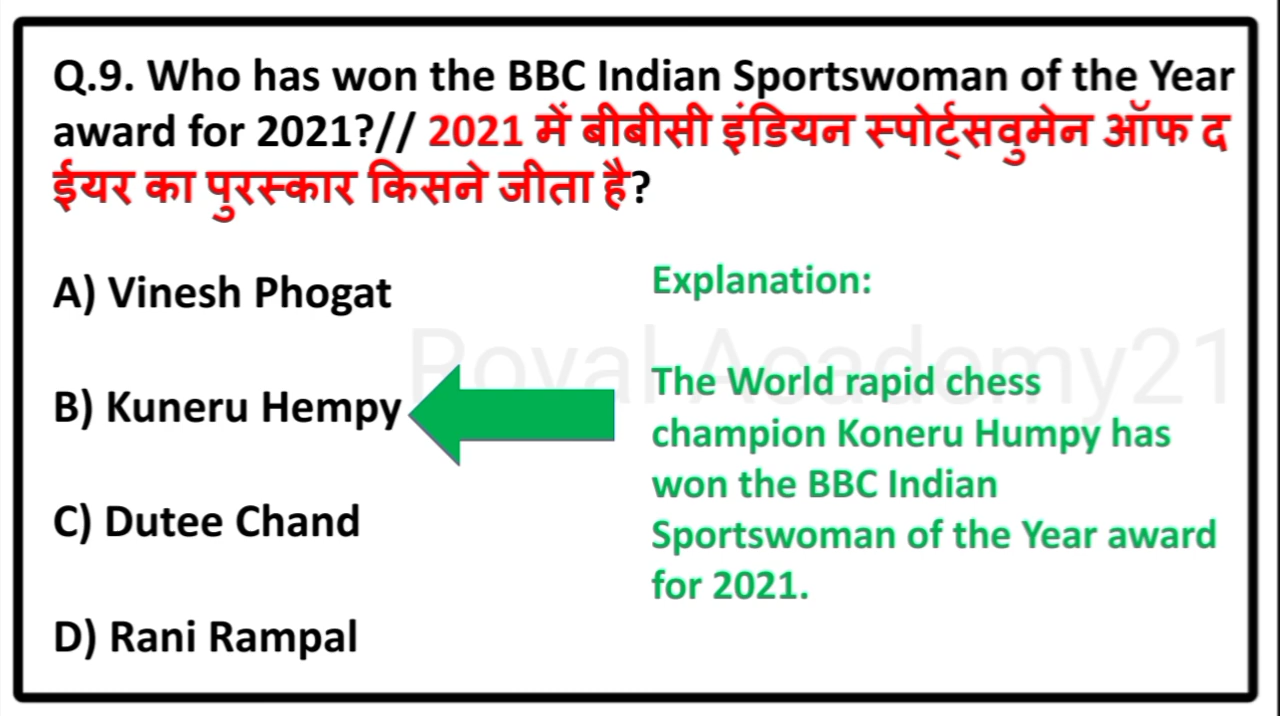 Q.9. Who has won the BBC Indian Sportswoman of the Year
award for 2021?// 2021 में बीबीसी इंडियन स्पोर्ट्सवुमेन ऑफ द
ईयर का पुरस्कार किसने जीता है?
A) Vinesh Phogat
B) Kuneru Hempy
C) Dutee Chand
D) Rani Rampal
Explanation:
The World rapid chess
champion Koneru Humpy has
won the BBC Indian
Sportswoman of the Year award
for 2021.
Royal Academy21